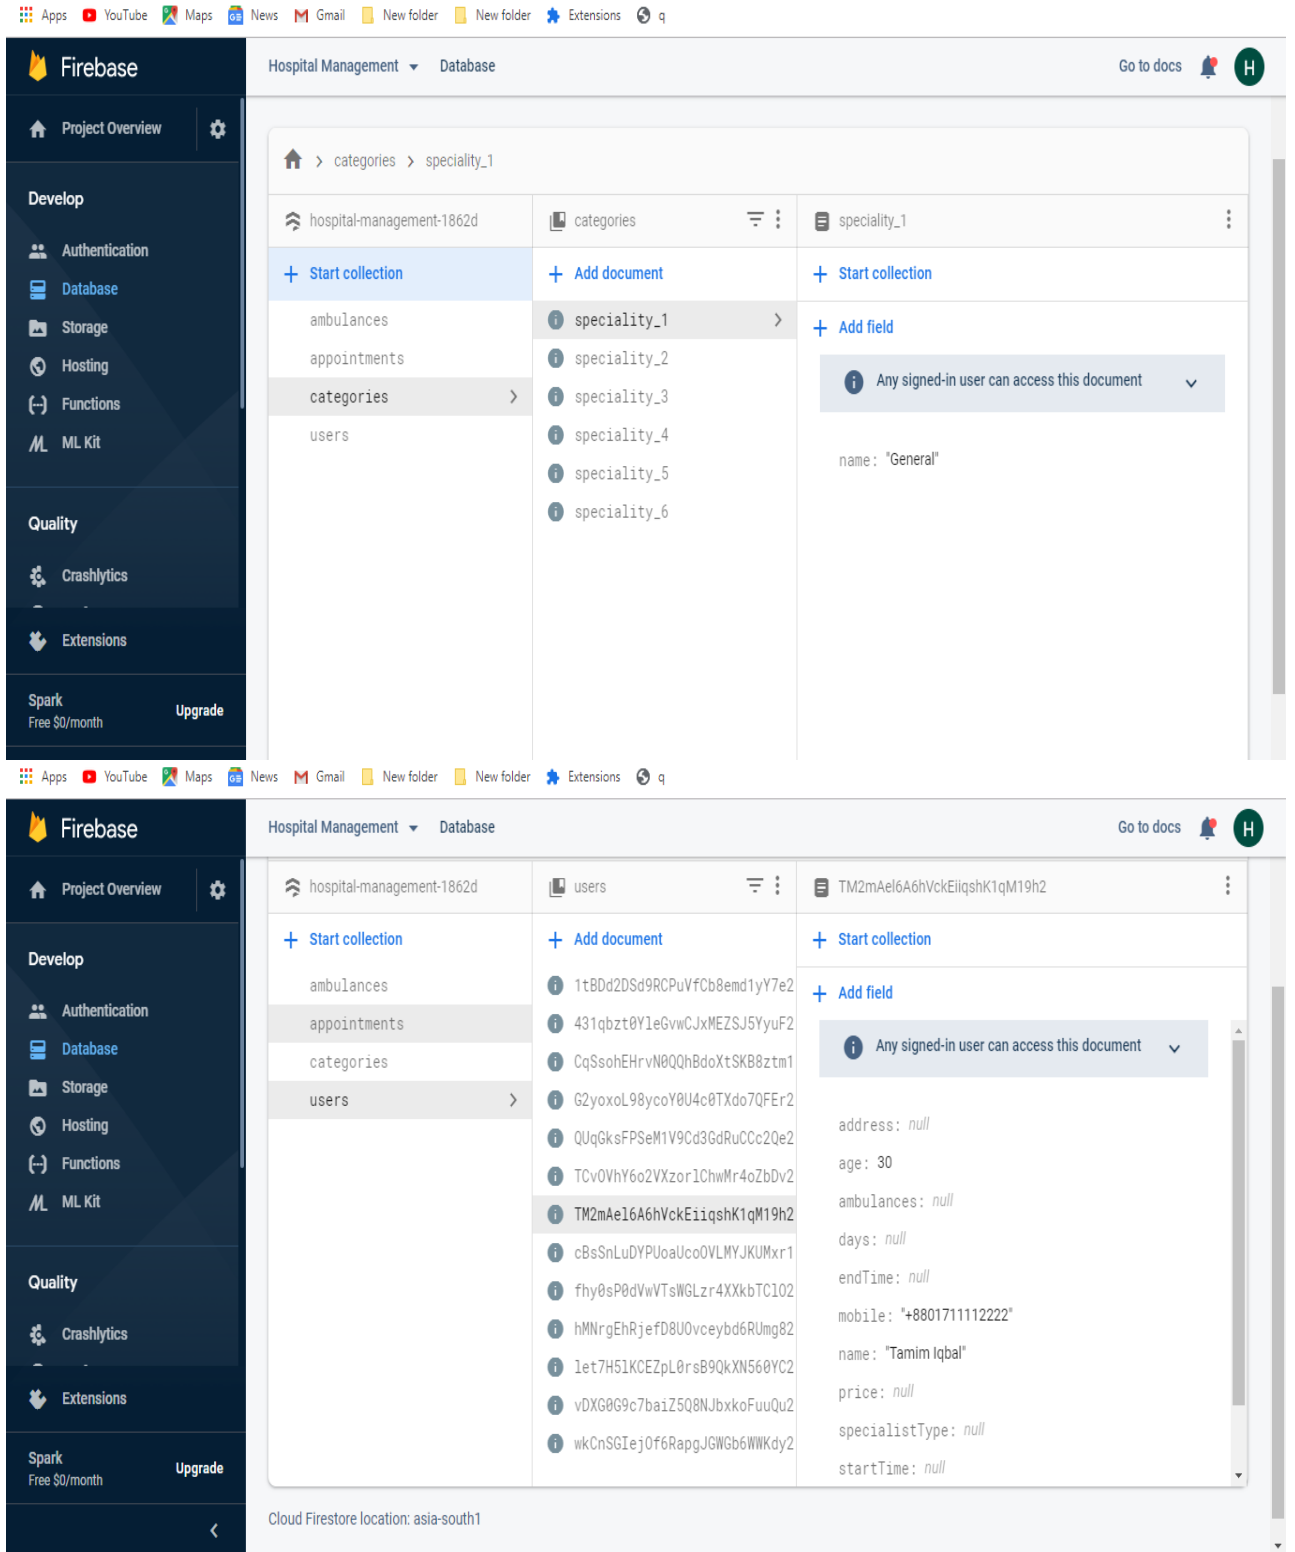 Apps YouTube Maps News Gmail New folder New folder Extensions q
Firebase
Hospital Management Database Go to docs H
Project Overview
categories > speciality_1
Develop
hospital-management-1862d categories speciality_1
Authentication
+ Start collection + Add document + Start collection
Database
ambulances speciality_1 + Add field
Storage
appointments speciality_2
Hosting
Any signed-in user can access this document
categories speciality_3
Functions
users speciality_4
ML Kit
name: "General"
speciality_5
speciality_6
Quality
Crashlytics
Extensions
Spark
Free $0/month Upgrade
Apps YouTube Maps News Gmail New folder New folder Extensions q
Firebase
Hospital Management Database Go to docs H
Project Overview
hospital-management-1862d users TM2mAel6A6hVckEiiqshK1qM19h2
+ Start collection + Add document + Start collection
Develop
ambulances 1tBDd2DSd9RCPuVfCb8emd1yY7e2 + Add field
Authentication
appointments 431qbzt0YleGvwCJxMEZSJ5YyuF2
Database
Any signed-in user can access this document
categories CqSsohEHrvN0QQhBdoXtSKB8ztm1
Storage
users G2yoxoL98ycoY0U4c0TXdo7QFEr2
Hosting
address: null
QUqGksFPSeM1V9Cd3GdRuCCc2Qe2
Functions
age: 30
TCvOVhY6o2VXzorlChwMr4oZbDv2
ML Kit
ambulances: null
TM2mAel6A6hVckEiiqshK1qM19h2
days: null
cBsSnLuDYPUoaUcoOVLMYJKUMxr1
Quality
endTime: null
fhy0sP0dVwVTsWGLzr4XXkbTClO2
mobile: "+8801711112222"
Crashlytics
hMNrgEhRjefD8UOvceybd6RUmg82
name: "Tamim Iqbal"
let7H5lKCEZpL0rsB9QkXN560YC2
price: null
Extensions
vDXG0G9c7baiZ5Q8NJbxkoFuuQu2
specialistType: null
wkCnSGIejOf6RapgJGWGb6WWKdy2
Spark
startTime: null
Free $0/month Upgrade
Cloud Firestore location: asia-south1